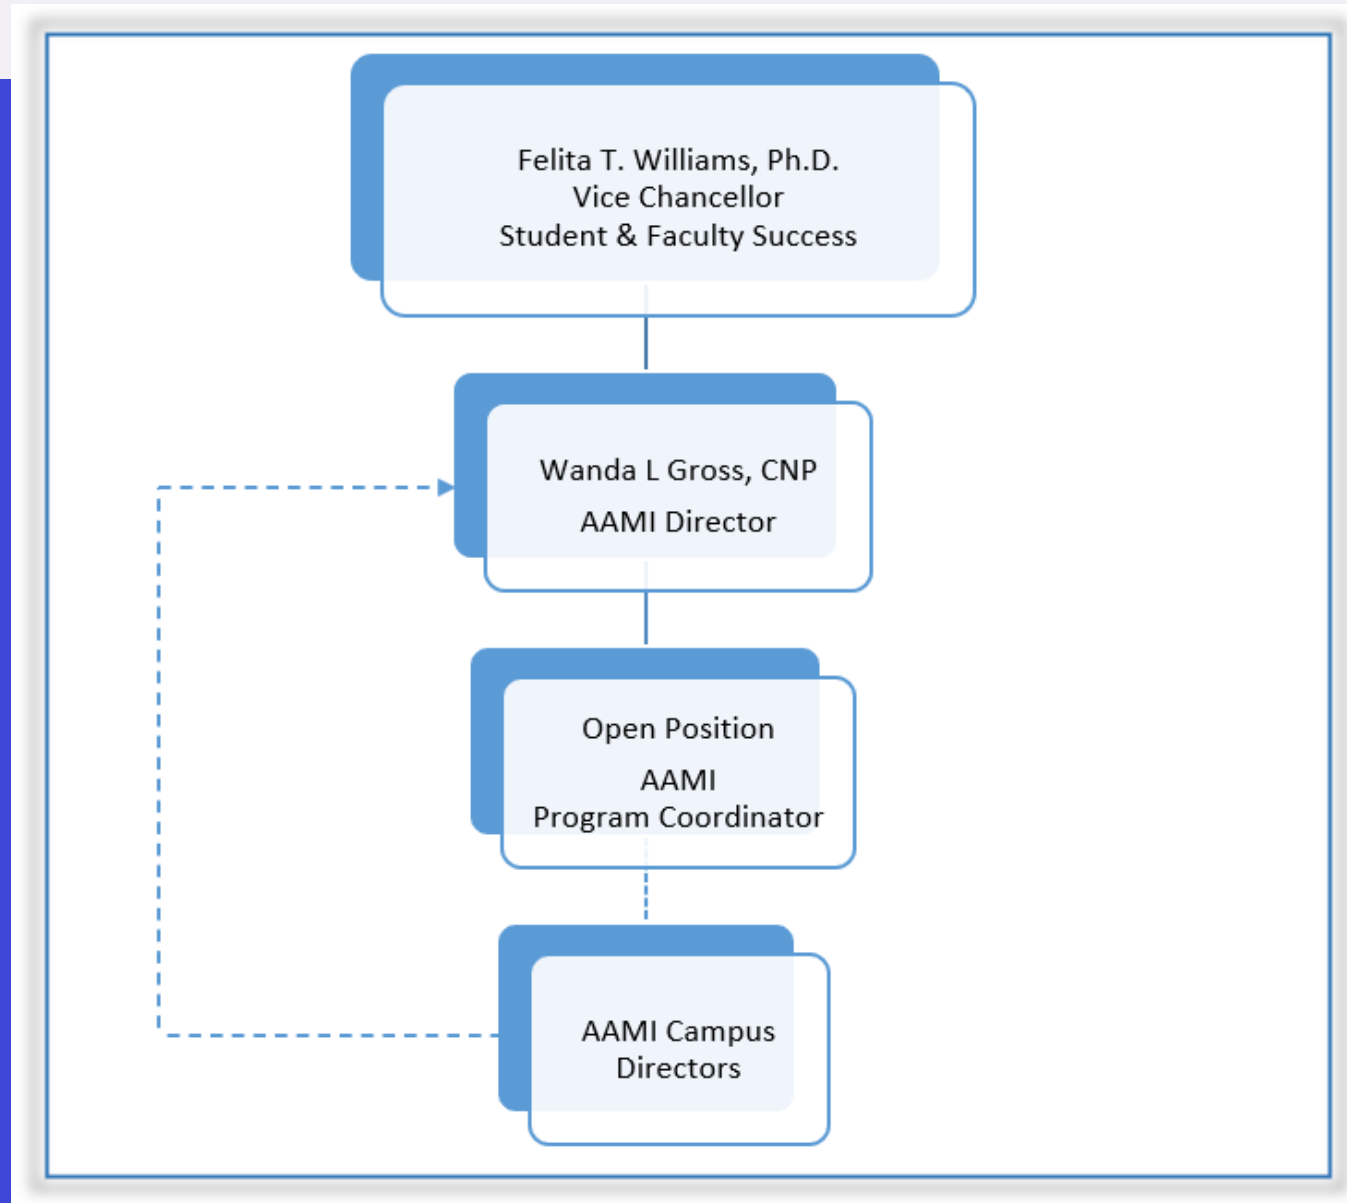 Felita T. Williams, Ph.D.
Vice Chancellor
Student & Faculty Success
Wanda L Gross, CNP
AAMI Director
Open Position
AAMI
Program Coordinator
AAMI Campus
Directors